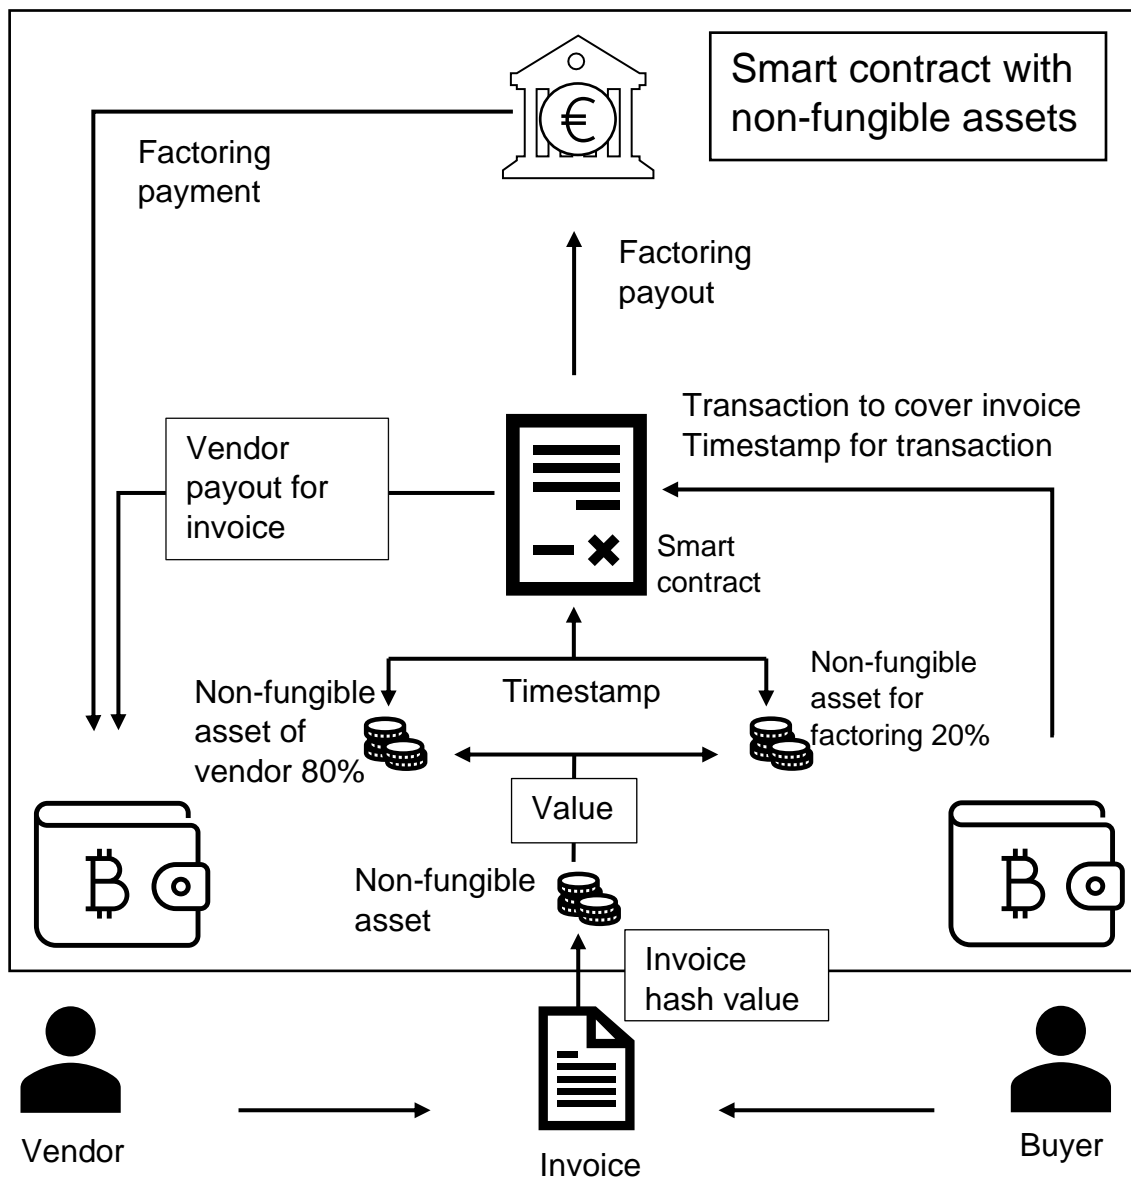 Smart contract with
non-fungible assets
Factoring
payment
€
Factoring
payout
Transaction to cover invoice
Timestamp for transaction
Vendor
payout for
invoice
Smart
contract
Non-fungible
asset of
vendor 80%
Timestamp
Non-fungible
asset for
factoring 20%
Value
Non-fungible
asset
Invoice
hash value
Vendor
Invoice
Buyer